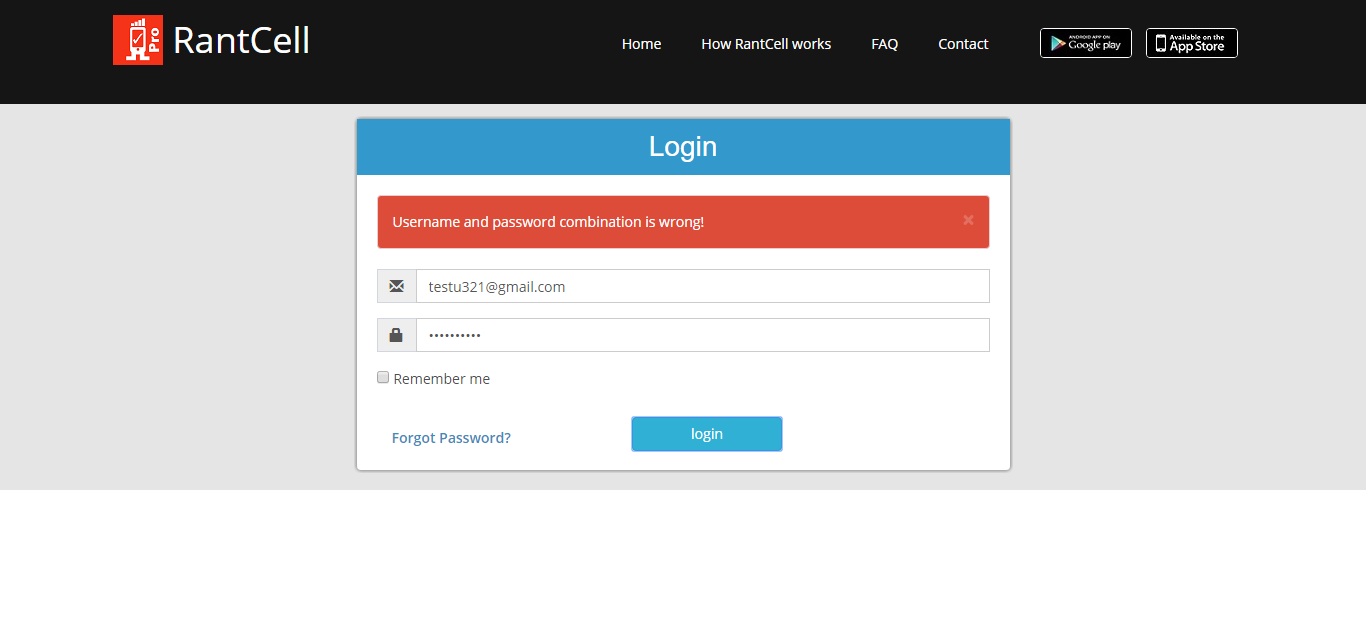 Pro
RantCell
Home
How RantCell works
FAQ
Contact
ANDROID APP ON
Google play
Available on the
App Store
Login
Username and password combination is wrong!
×
testu321@gmail.com
••••••••••
Remember me
Forgot Password?
login